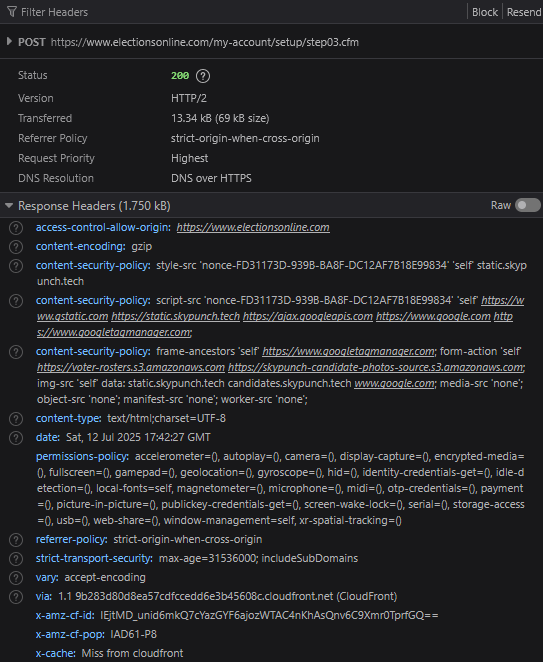 Filter Headers Block Resend
POST https://www.electionsonline.com/my-account/setup/step03.cfm
Status 200 ?
Version HTTP/2
Transferred 13.34 kB (69 kB size)
Referrer Policy strict-origin-when-cross-origin
Request Priority Highest
DNS Resolution DNS over HTTPS
Response Headers (1.750 kB) Raw
? access-control-allow-origin: https://www.electionsonline.com
? content-encoding: gzip
? content-security-policy: style-src 'nonce-FD31173D-939B-BA8F-DC12AF7B18E99834' 'self' static.skyp
unch.tech
? content-security-policy: script-src 'nonce-FD31173D-939B-BA8F-DC12AF7B18E99834' 'self' https://ww
w.gstatic.com https://static.skypunch.tech https://ajax.googleapis.com https://www.google.com http
s://www.googletagmanager.com;
? content-security-policy: frame-ancestors 'self' https://www.googletagmanager.com; form-action 'self'
https://voter-rosters.s3.amazonaws.com https://skypunch-candidate-photos-source.s3.amazonaws.com;
img-src 'self' data: static.skypunch.tech candidates.skypunch.tech www.google.com; media-src 'none';
object-src 'none'; manifest-src 'none'; worker-src 'none';
? content-type: text/html;charset=UTF-8
? date: Sat, 12 Jul 2025 17:42:27 GMT
permissions-policy: accelerometer=(), autoplay=(), camera=(), display-capture=(), encrypted-media=
(), fullscreen=(), gamepad=(), geolocation=(), gyroscope=(), hid=(), identity-credentials-get=(), idle-d
etection=(), local-fonts=self, magnetometer=(), microphone=(), midi=(), otp-credentials=(), payment
=(), picture-in-picture=(), publickey-credentials-get=(), screen-wake-lock=(), serial=(), storage-access
=(), usb=(), web-share=(), window-management=self, xr-spatial-tracking=()
? referrer-policy: strict-origin-when-cross-origin
? strict-transport-security: max-age=31536000; includeSubDomains
? vary: accept-encoding
? via: 1.1 9b283d80d8ea57cdfccedd6e3b45608c.cloudfront.net (CloudFront)
x-amz-cf-id: IEjtMD_unid6mkQ7cYazGYF6ajozWTAC4nKhAsQnv6C9Xmr0TprfGQ==
x-amz-cf-pop: IAD61-P8
x-cache: Miss from cloudfront